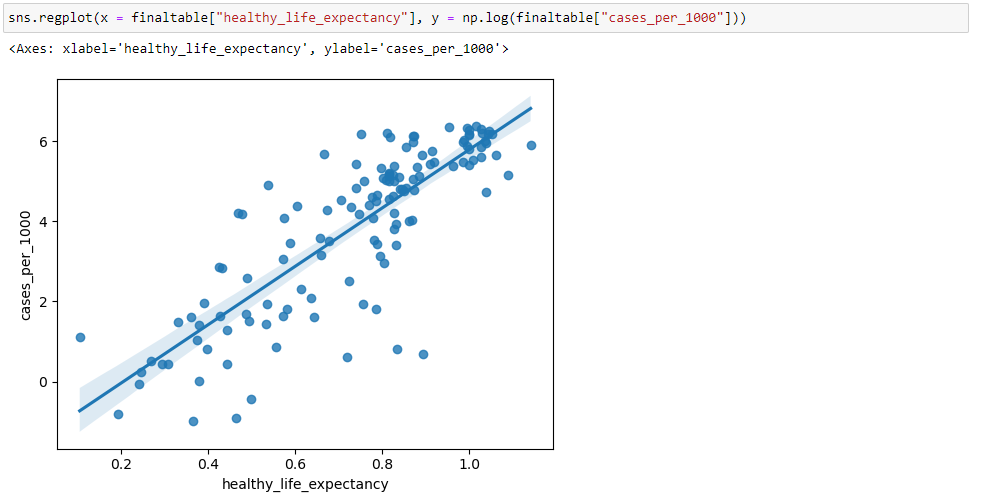 sns.regplot(x = finaltable["healthy_life_expectancy"], y = np.log(finaltable["cases_per_1000"]))
<Axes: xlabel='healthy_life_expectancy', ylabel='cases_per_1000'>
6
4
2
0
cases_per_1000
0.2 0.4 0.6 0.8 1.0
healthy_life_expectancy